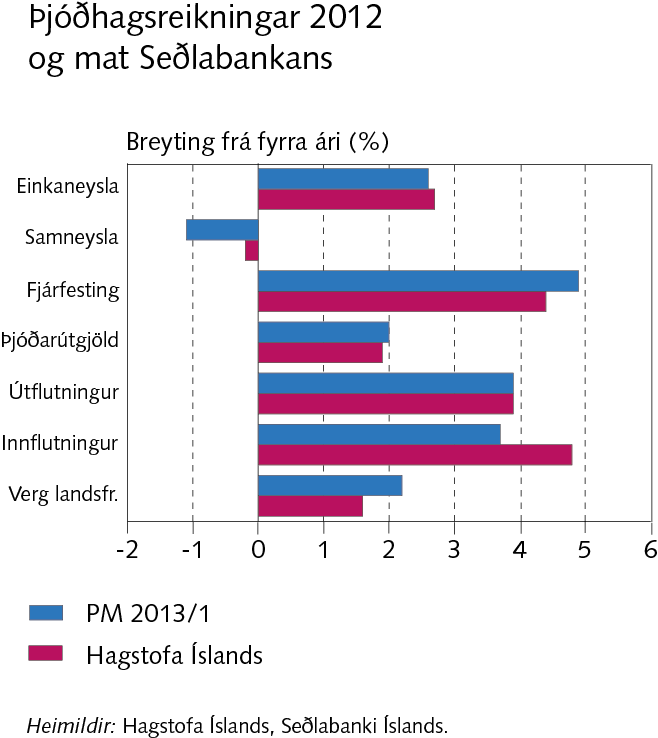 Þjóðhagsreikningar 2012
og mat Seðlabankans
Breyting frá fyrra ári (%)
Einkaneysla
Samneysla
Fjárfesting
Þjóðarútgjöld
Útflutningur
Innflutningur
Verg landsfr.
-2 -1 0 1 2 3 4 5 6
PM 2013/1
Hagstofa Íslands
Heimildir: Hagstofa Íslands, Seðlabanki Íslands.